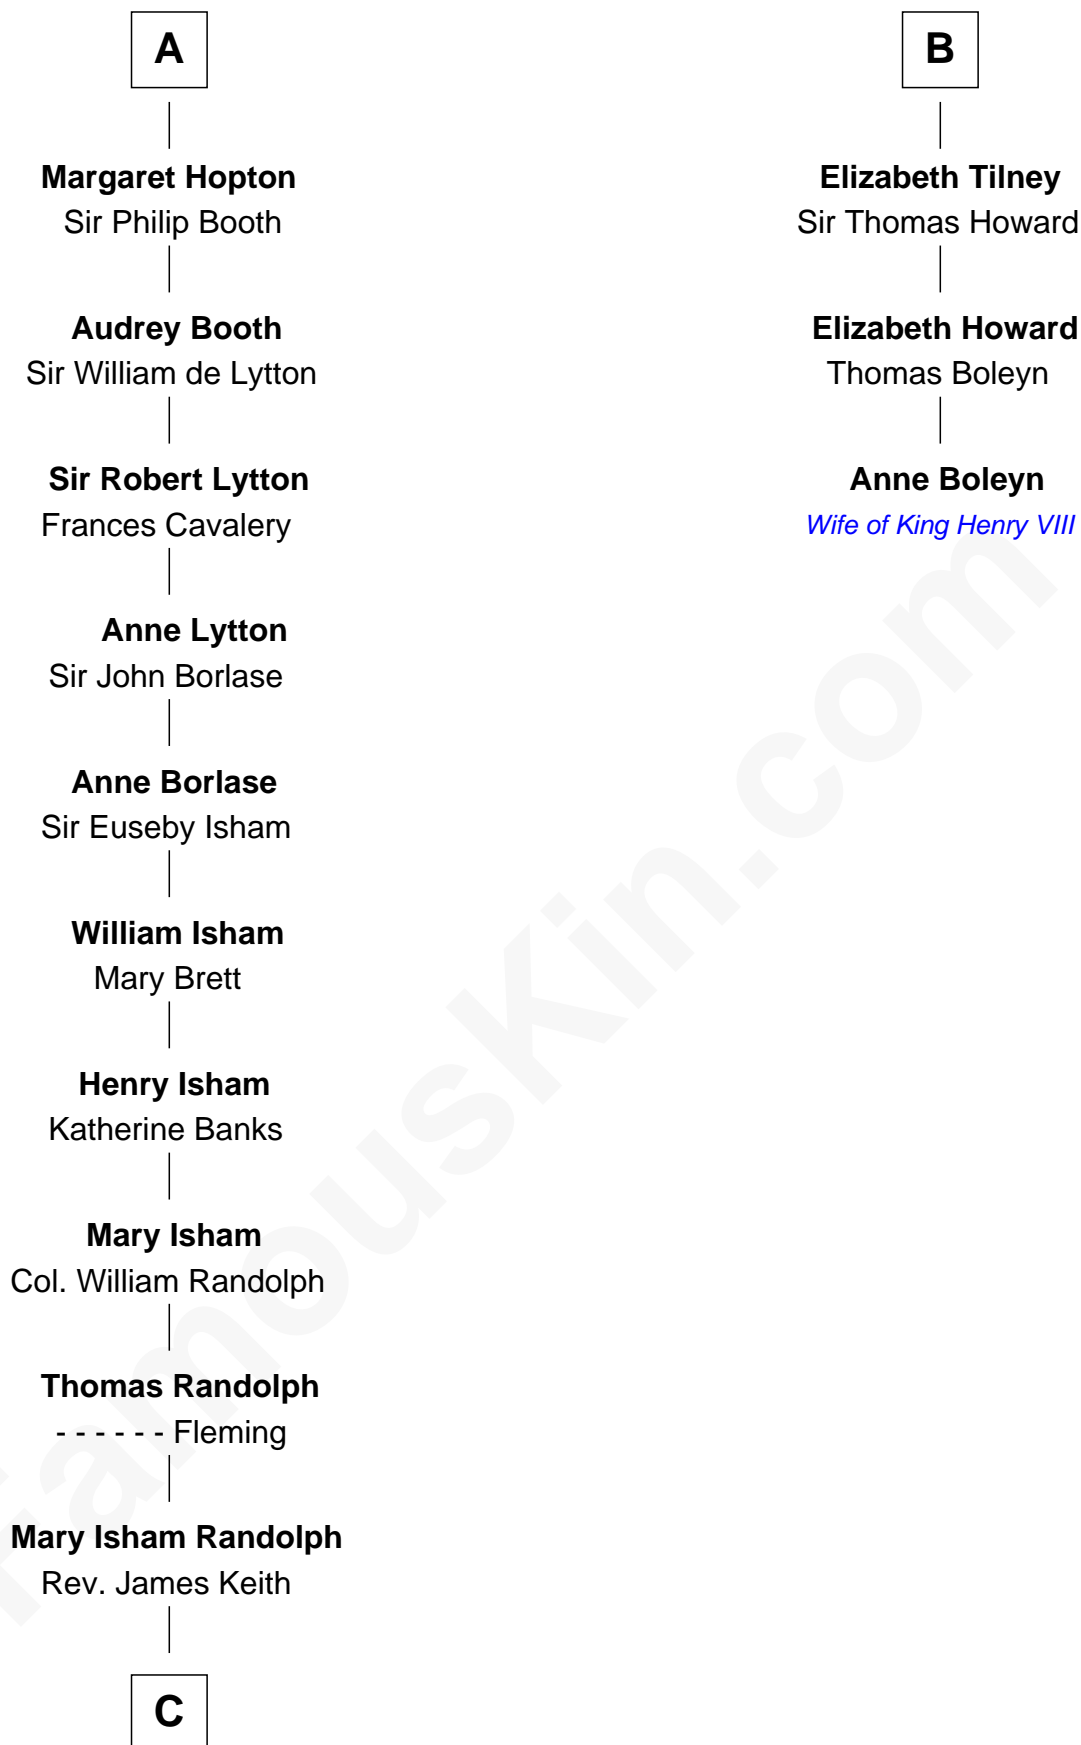 A
Margaret Hopton
Sir Philip Booth
Audrey Booth
Sir William de Lytton
Sir Robert Lytton
Frances Cavalery
Anne Lytton
Sir John Borlase
Anne Borlase
Sir Euseby Isham
William Isham
Mary Brett
Henry Isham
Katherine Banks
Mary Isham
Col. William Randolph
Thomas Randolph
- - - - - - Fleming
Mary Isham Randolph
Rev. James Keith
C
B
Elizabeth Tilney
Sir Thomas Howard
Elizabeth Howard
Thomas Boleyn
Anne Boleyn
Wife of King Henry VIII
FamousKin.com